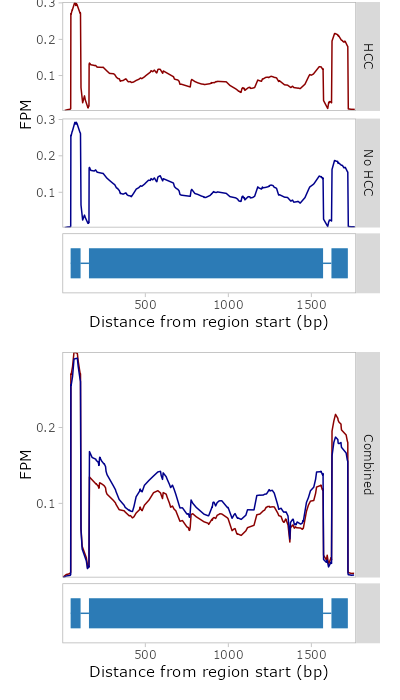 0.3
0.2
0.1
HCC
FPM
0.3
0.2
0.1
No HCC
500 1000 1500
Distance from region start (bp)
0.2
0.1
FPM
Combined
500 1000 1500
Distance from region start (bp)